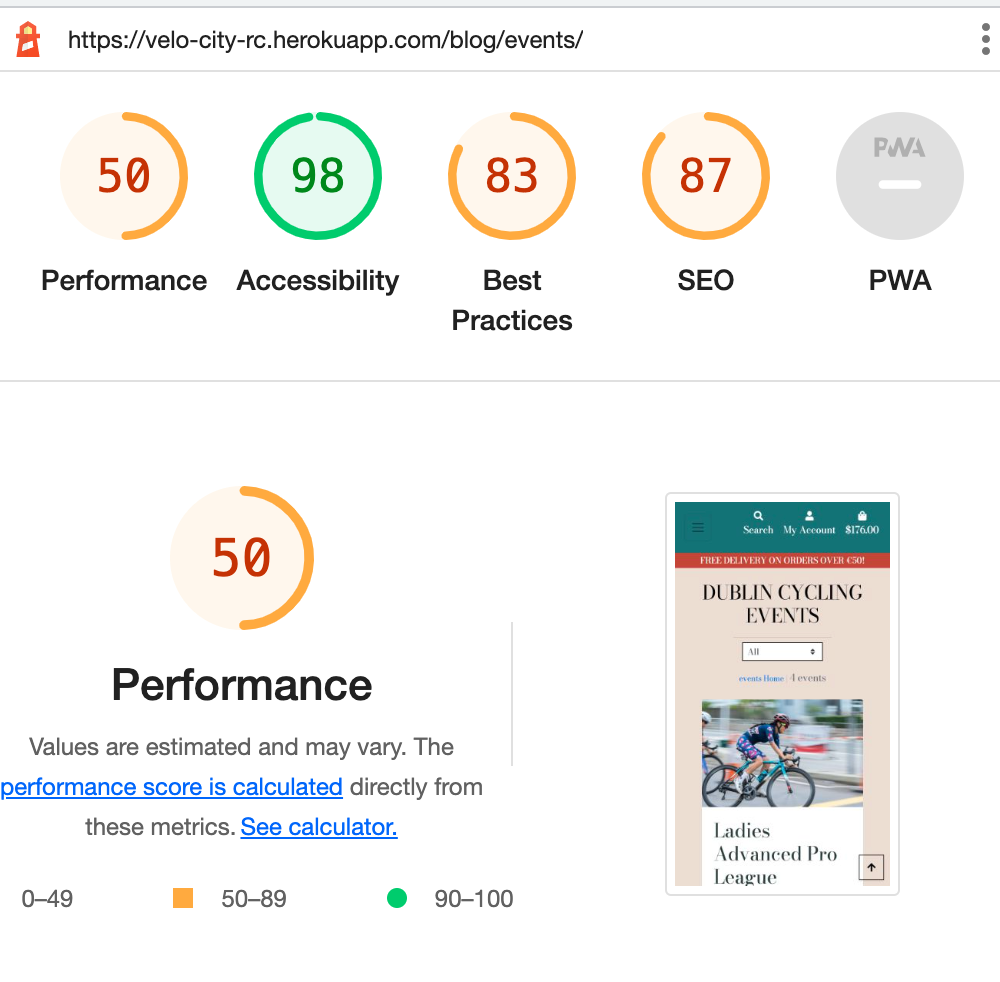 https://velo-city-rc.herokuapp.com/blog/events/
50
98
83
87
PWA
Performance
Accessibility
Best
Practices
SEO
PWA
50
Performance
Values are estimated and may vary. The
performance score is calculated directly from
these metrics. See calculator.
0–49
50–89
90–100
Search
My Account
$176.00
FREE DELIVERY ON ORDERS OVER €50!
DUBLIN CYCLING
EVENTS
All
events Home | 4 events
Ladies
Advanced Pro
League